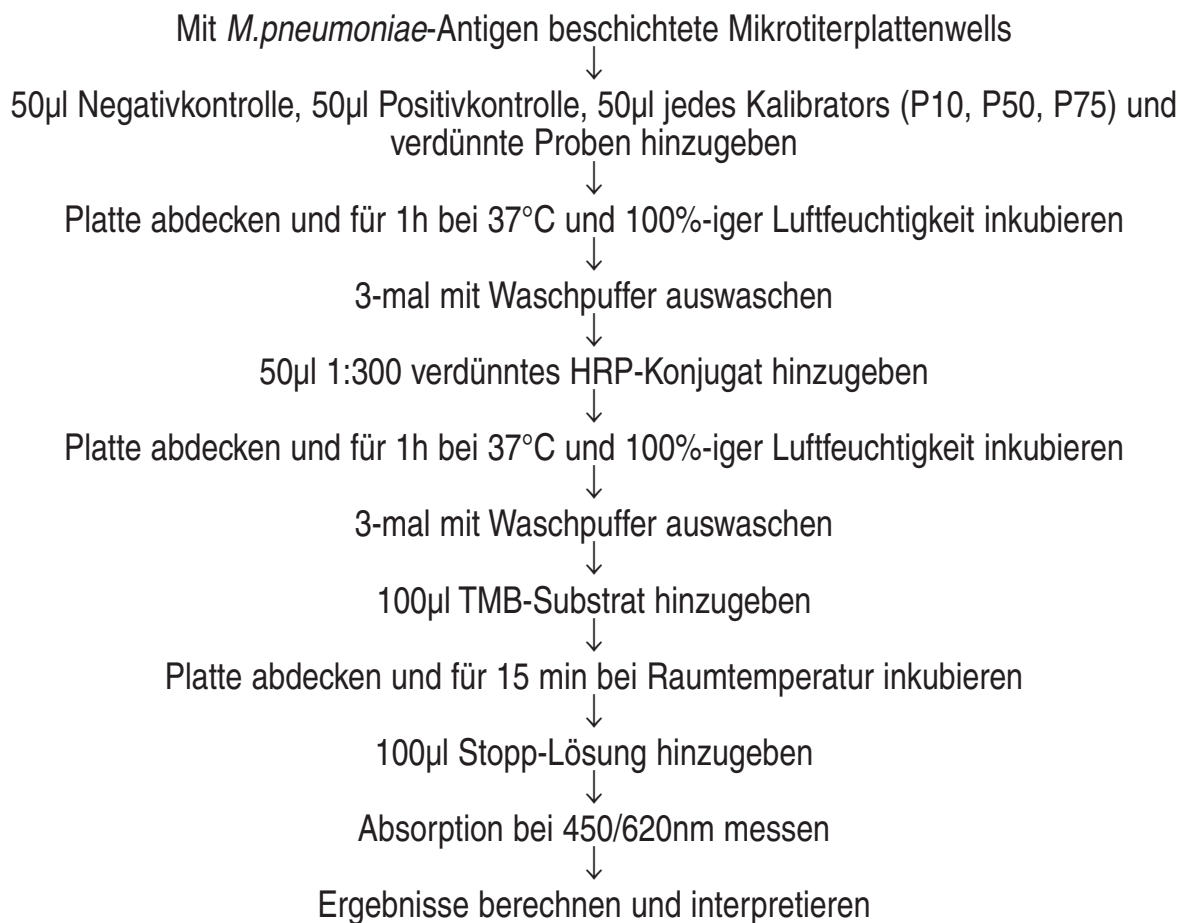 Mit M.pneumoniae-Antigen beschichtete Mikrotiterplattenwells
↓
50µl Negativkontrolle, 50µl Positivkontrolle, 50µl jedes Kalibrators (P10, P50, P75) und
verdünnte Proben hinzugeben
↓
Platte abdecken und für 1h bei 37°C und 100%-iger Luftfeuchtigkeit inkubieren
↓
3-mal mit Waschpuffer auswaschen
↓
50µl 1:300 verdünntes HRP-Konjugat hinzugeben
↓
Platte abdecken und für 1h bei 37°C und 100%-iger Luftfeuchtigkeit inkubieren
↓
3-mal mit Waschpuffer auswaschen
↓
100µl TMB-Substrat hinzugeben
↓
Platte abdecken und für 15 min bei Raumtemperatur inkubieren
↓
100µl Stopp-Lösung hinzugeben
↓
Absorption bei 450/620nm messen
↓
Ergebnisse berechnen und interpretieren